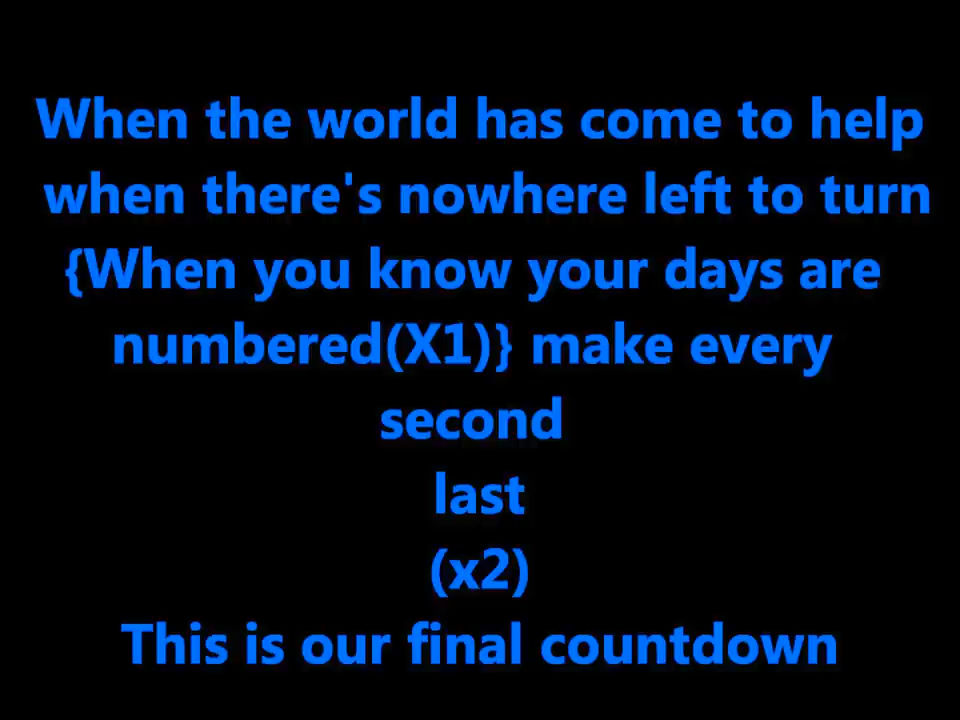 When the world has come to help
when there's nowhere left to turn
{When you know your days are
numbered(X1)} make every
second
last
(x2)
This is our final countdown